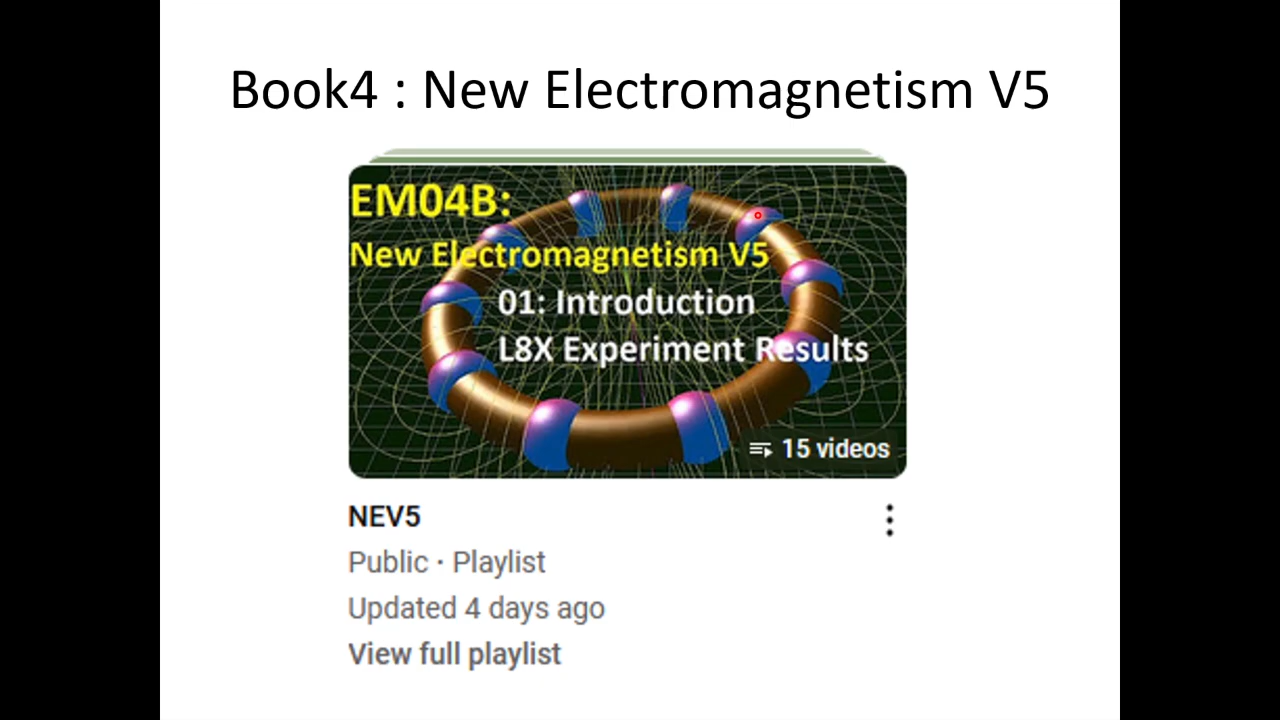 Book4 : New Electromagnetism V5
EM04B:
New Electromagnetism V5
01: Introduction
L8X Experiment Results
15 videos
NEV5
Public · Playlist
Updated 4 days ago
View full playlist